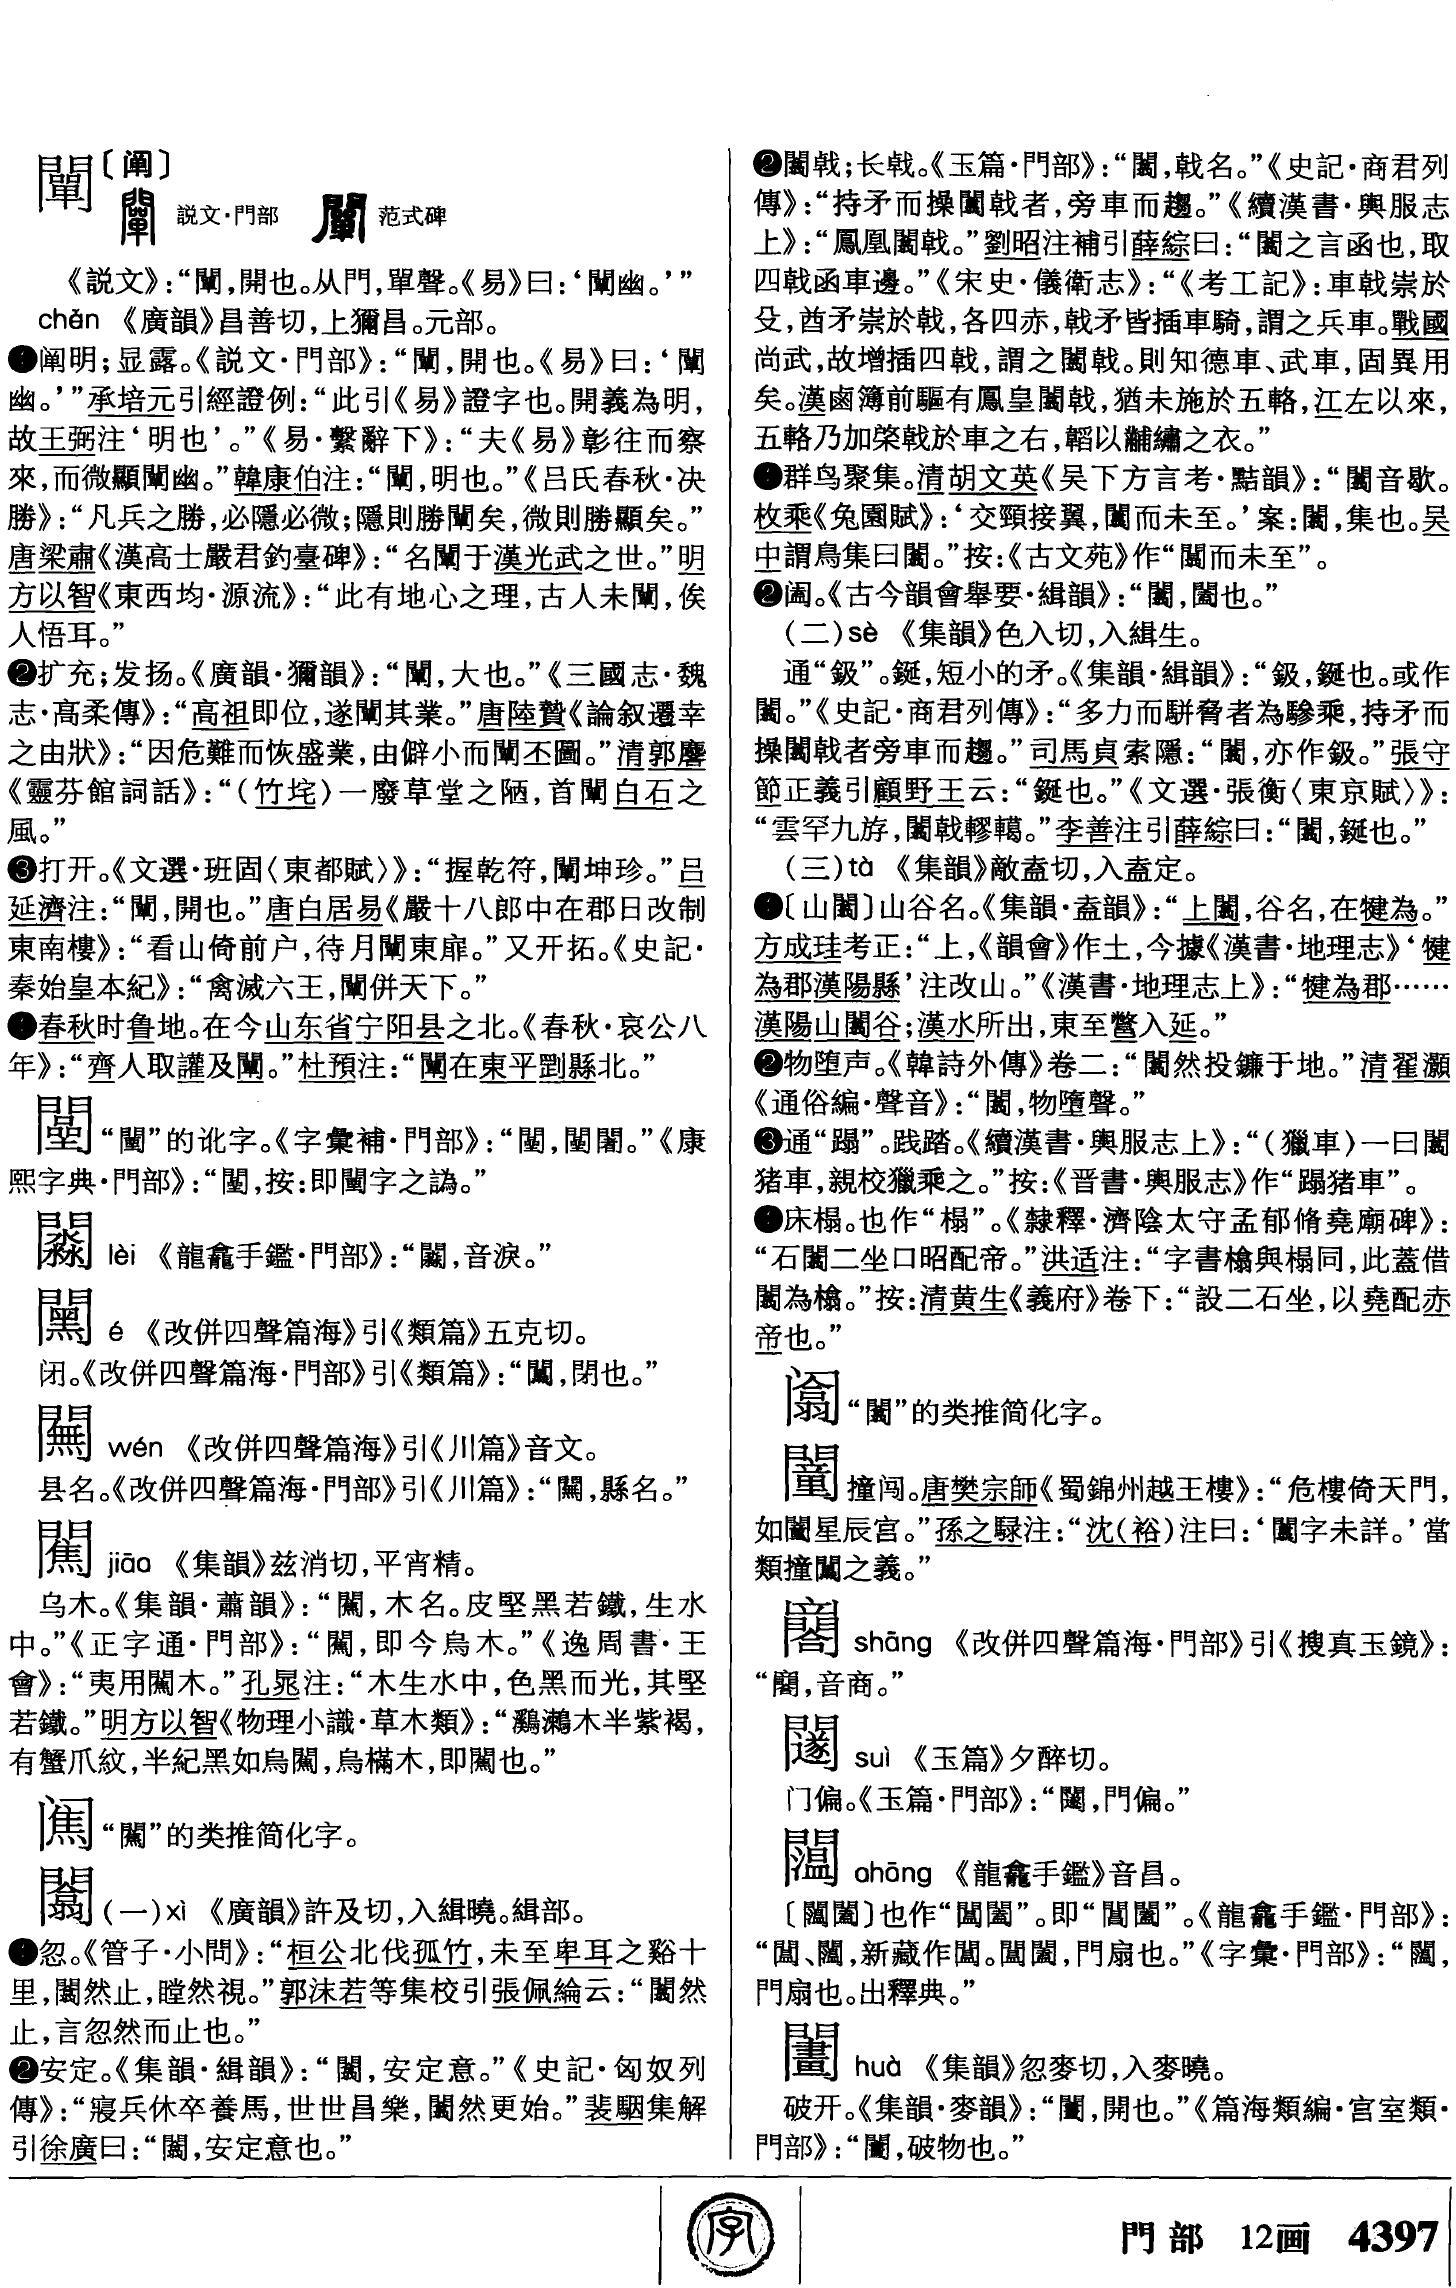 闡〔阐〕
説文·門部 范式碑
《説文》：“闡，開也。从門，單聲。《易》曰：‘闡幽。’”
chǎn 《廣韻》昌善切，上獮昌。元部。
❶阐明；显露。《説文·門部》：“闡，開也。《易》曰：‘闡
幽。’”承培元引經證例：“此引《易》證字也。開義為明，
故王弼注‘明也’。”《易·繫辭下》：“夫《易》彰往而察
來，而微顯闡幽。”韓康伯注：“闡，明也。”《吕氏春秋·决
勝》：“凡兵之勝，必隱必微；隱則勝闡矣，微則勝顯矣。”
唐梁肅《漢高士嚴君釣臺碑》：“名闡于漢光武之世。”明
方以智《東西均·源流》：“此有地心之理，古人未闡，俟
人悟耳。”
❷扩充；发扬。《廣韻·獮韻》：“闡，大也。”《三國志·魏
志·高柔傳》：“高祖即位，遂闡其業。”唐陸贄《論叙遷幸
之由狀》：“因危難而恢盛業，由僻小而闡丕圖。”清郭麐
《靈芬館詞話》：“（竹垞）一廢草堂之陋，首闡白石之
風。”
❸打开。《文選·班固〈東都賦〉》：“握乾符，闡坤珍。”吕
延濟注：“闡，開也。”唐白居易《嚴十八郎中在郡日改制
東南樓》：“看山倚前户，待月闡東扉。”又开拓。《史記·
秦始皇本紀》：“禽滅六王，闡併天下。”
❹春秋时鲁地。在今山东省宁阳县之北。《春秋·哀公八
年》：“齊人取讙及闡。”杜預注：“闡在東平剛縣北。”
“闉”的讹字。《字彙補·門部》：“，闉闍。”《康
熙字典·門部》：“，按：即闉字之譌。”
lèi 《龍龕手鑑·門部》：“，音淚。”
é 《改併四聲篇海》引《類篇》五克切。
闭。《改併四聲篇海·門部》引《類篇》：“，閉也。”
wén 《改併四聲篇海》引《川篇》音文。
县名。《改併四聲篇海·門部》引《川篇》：“，縣名。”
䦧 jiāo 《集韻》兹消切，平宵精。
乌木。《集韻·蕭韻》：“䦧，木名。皮堅黑若鐵，生水
中。”《正字通·門部》：“䦧，即今烏木。”《逸周書·王
會》：“夷用䦧木。”孔晁注：“木生水中，色黑而光，其堅
若鐵。”明方以智《物理小識·草木類》：“鸂鶒木半紫褐，
有蟹爪紋，半紀黑如烏䦧，烏樠木，即䦧也。”
“䦧”的类推简化字。
闟 （一）xì 《廣韻》許及切，入緝曉。緝部。
❶忽。《管子·小問》：“桓公北伐孤竹，未至卑耳之谿十
里，闟然止，瞠然視。”郭沫若等集校引張佩綸云：“闟然
止，言忽然而止也。”
❷安定。《集韻·緝韻》：“闟，安定意。”《史記·匈奴列
傳》：“寢兵休卒養馬，世世昌樂，闟然更始。”裴駰集解
引徐廣曰：“闟，安定意也。”
❷闟戟；长戟。《玉篇·門部》：“闟，戟名。”《史記·商君列
傳》：“持矛而操闟戟者，旁車而趨。”《續漢書·輿服志
上》：“鳳凰闟戟。”劉昭注補引薛綜曰：“闟之言函也，取
四戟函車邊。”《宋史·儀衛志》：“《考工記》：車戟崇於
殳，酋矛崇於戟，各四赤，戟矛皆插車騎，謂之兵車。戰國
尚武，故增插四戟，謂之闟戟。則知德車、武車，固異用
矣。漢鹵簿前驅有鳳皇闟戟，猶未施於五輅，江左以來，
五輅乃加棨戟於車之右，韜以黼繡之衣。”
❶群鸟聚集。清胡文英《吴下方言考·黠韻》：“闟音歇。
枚乘《兔園賦》：‘交頸接翼，闟而未至。’案：闟，集也。吴
中謂鳥集曰闟。”按：《古文苑》作“闟而未至”。
❷阖。《古今韻會舉要·緝韻》：“闟，闔也。”
（二）sè 《集韻》色入切，入緝生。
通“鈒”。鋋，短小的矛。《集韻·緝韻》：“鈒，鋋也。或作
闟。”《史記·商君列傳》：“多力而駢脅者為驂乘，持矛而
操闟戟者旁車而趨。”司馬貞索隱：“闟，亦作鈒。”張守
節正義引顧野王云：“鋋也。”《文選·張衡〈東京賦〉》：
“雲罕九斿，闟戟轇輵。”李善注引薛綜曰：“闟，鋋也。”
（三）tà 《集韻》敵盍切，入盍定。
❶〔山闟〕山谷名。《集韻·盍韻》：“上闟，谷名，在犍為。”
方成珪考正：“上，《韻會》作土，今據《漢書·地理志》‘犍
為郡漢陽縣’注改山。”《漢書·地理志上》：“犍為郡……
漢陽山闟谷；漢水所出，東至鷩入延。”
❷物堕声。《韓詩外傳》卷二：“闟然投鐮于地。”清翟灝
《通俗編·聲音》：“闟，物墮聲。”
❸通“蹋”。践踏。《續漢書·輿服志上》：“（獵車）一曰闟
猪車，親校獵乘之。”按：《晋書·輿服志》作“蹋猪車”。
❹床榻。也作“榻”。《隸釋·濟陰太守孟郁脩堯廟碑》：
“石闟二坐口昭配帝。”洪适注：“字書㯓與榻同，此蓋借
闟為㯓。”按：清黄生《義府》卷下：“設二石坐，以堯配赤
帝也。”
“闟”的类推简化字。
撞闯。唐樊宗師《蜀錦州越王樓》：“危樓倚天門，
如星辰宫。”孫之騄注：“沈（裕）注曰：‘字未詳。’當
類撞闖之義。”
shāng 《改併四聲篇海·門部》引《搜真玉鏡》：
“，音商。”
suì 《玉篇》夕醉切。
门偏。《玉篇·門部》：“，門偏。”
ahāng 《龍龕手鑑》音昌。
〔闔〕也作“闔”。即“閶闔”。《龍龕手鑑·門部》：
“、，新藏作閶。閶闔，門扇也。”《字彙·門部》：“，
門扇也。出釋典。”
huà 《集韻》忽麥切，入麥曉。
破开。《集韻·麥韻》：“，開也。”《篇海類編·宫室類·
門部》：“，破物也。”
字
門部 12画 4397